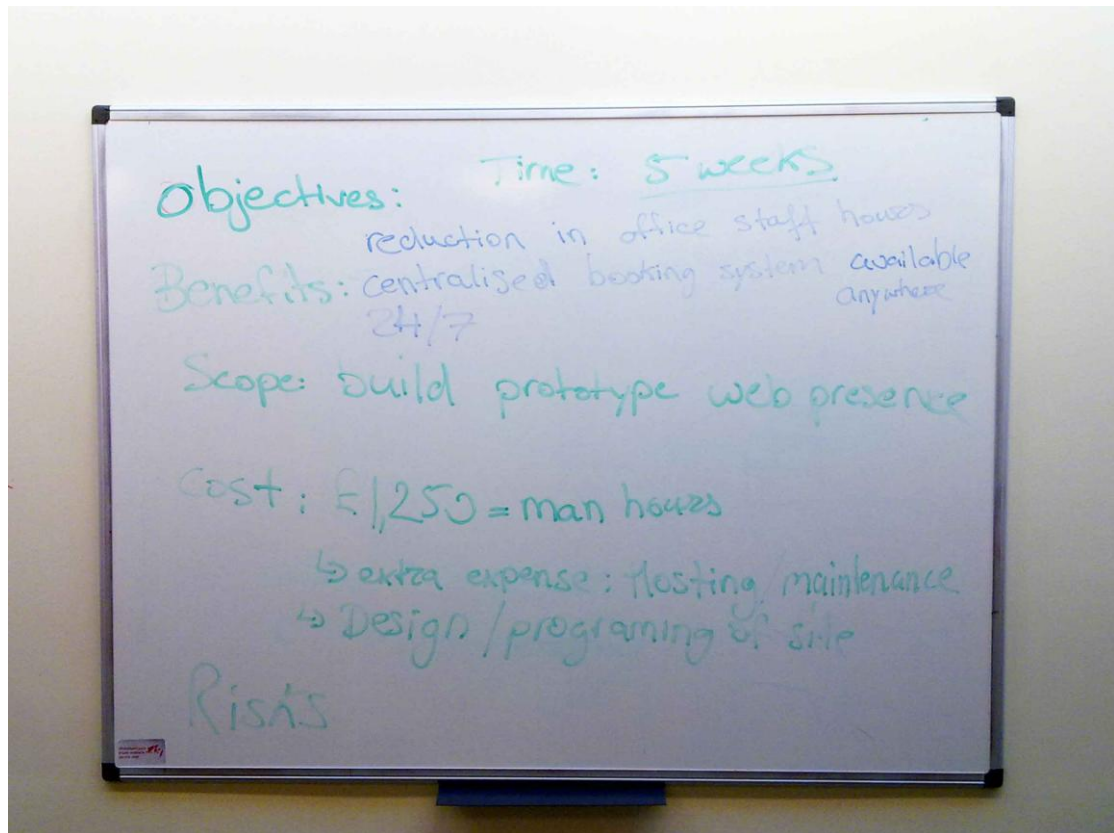 Time: 5 weeks
Objectives:
reduction in office staff hours
Benefits: centralised booking system available
anywhere
24/7
Scope: build prototype web presence
Cost: £1,250 = man hours
↳ extra expense: Hosting/maintenance
↳ Design/programing of site
Risks